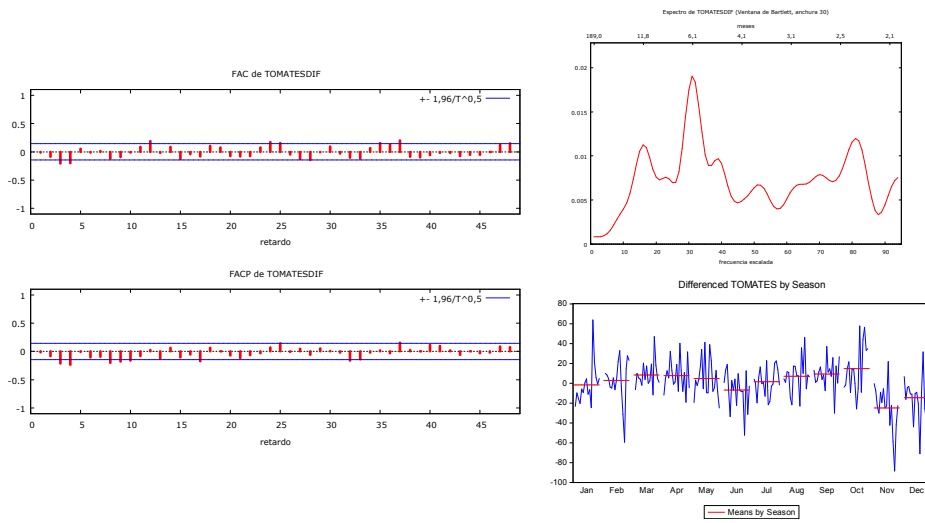 FAC de TOMATESDIF
+- 1,96/T^0,5
1
0.5
0
-0.5
-1
0 5 10 15 20 25 30 35 40 45
retardo
FACP de TOMATESDIF
+- 1,96/T^0,5
1
0.5
0
-0.5
-1
0 5 10 15 20 25 30 35 40 45
retardo
Espectro de TOMATESDIF (Ventana de Bartlett, anchura 30)
meses
189,0 11,8 6,1 4,1 3,1 2,5 2,1
0.02
0.015
0.01
0.005
0
0 10 20 30 40 50 60 70 80 90
frecuencia escalada
Differenced TOMATES by Season
80
60
40
20
0
-20
-40
-60
-80
-100
Jan Feb Mar Apr May Jun Jul Aug Sep Oct Nov Dec
Means by Season